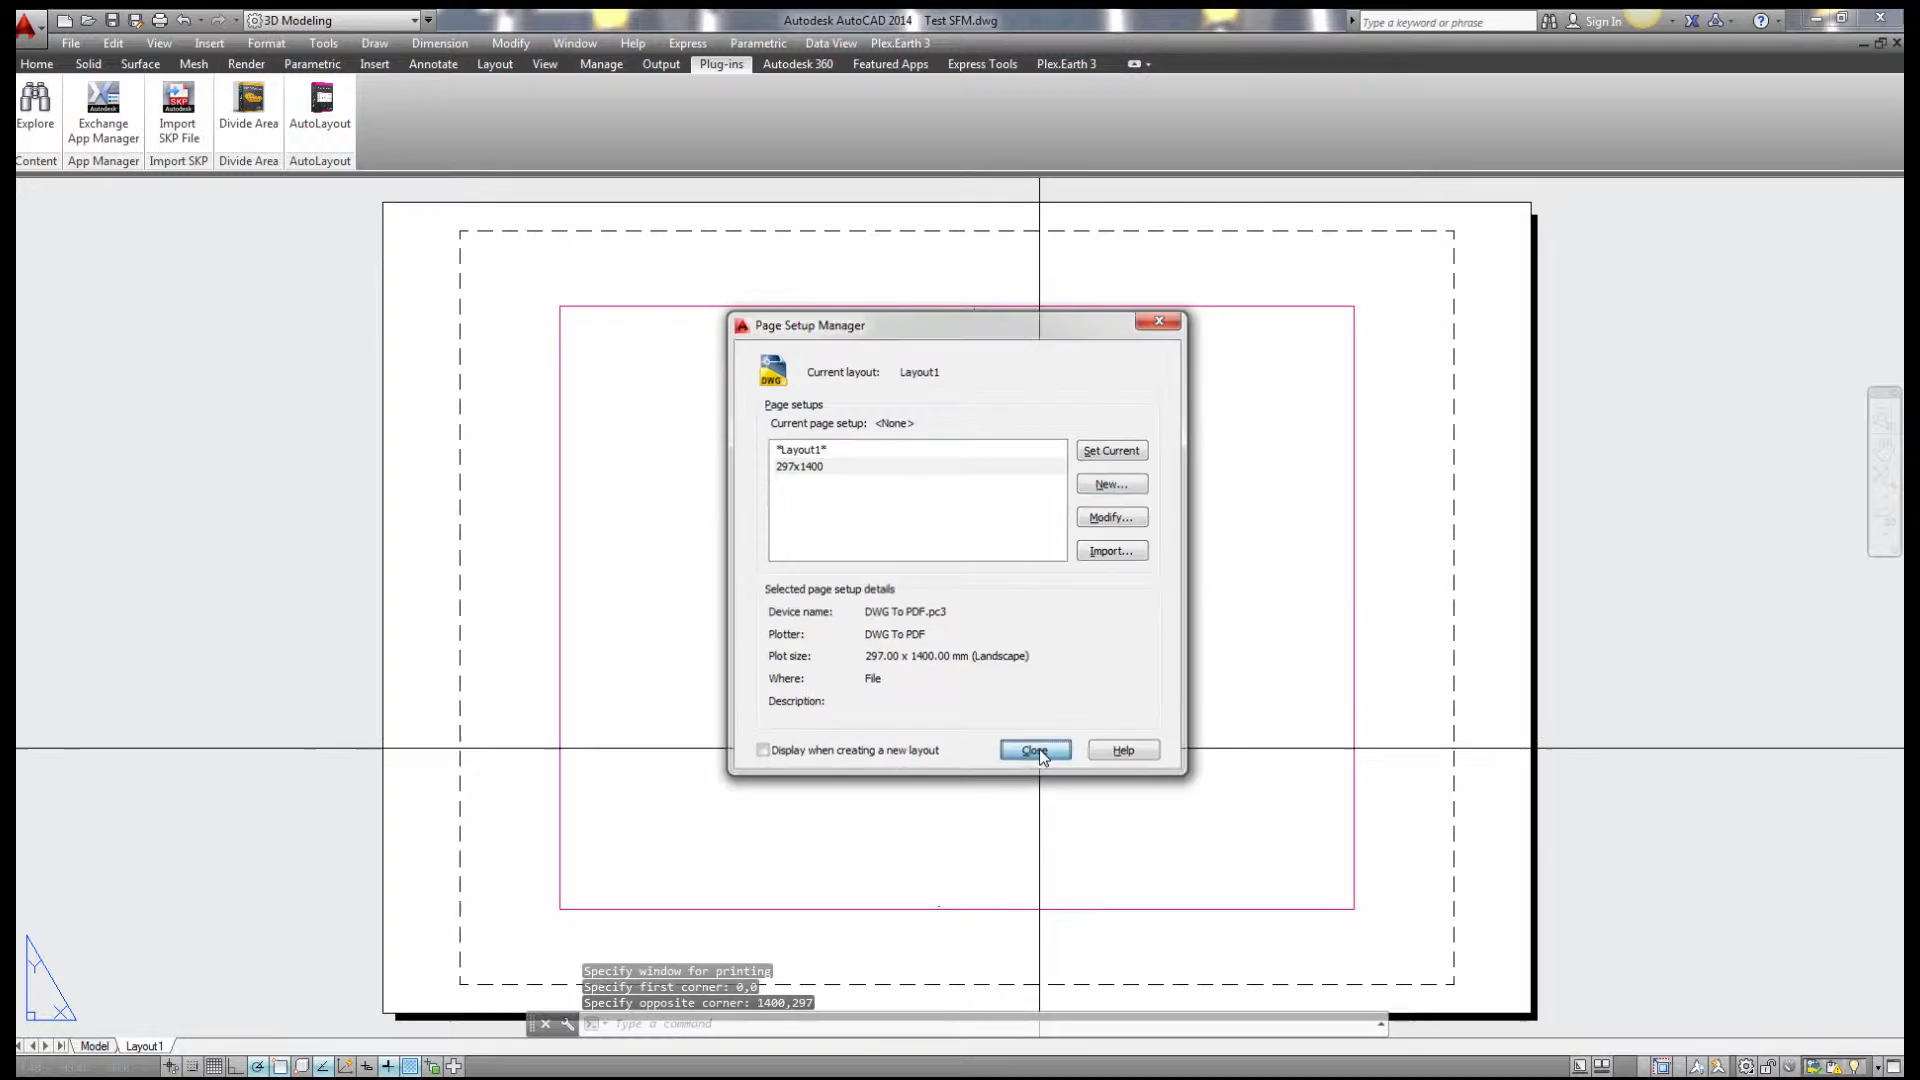 3D Modeling
Autodesk AutoCAD 2014 Test SFM.dwg
Type a keyword or phrase
Sign In
File Edit View Insert Format Tools Draw Dimension Modify Window Help Express Parametric Data View Plex.Earth 3
Home Solid Surface Mesh Render Parametric Insert Annotate Layout View Manage Output Plug-ins Autodesk 360 Featured Apps Express Tools Plex.Earth 3
Explore
Exchange
App Manager
Import
SKP File
Divide Area
AutoLayout
Content App Manager Import SKP Divide Area AutoLayout
Page Setup Manager
DWG
Current layout: Layout1
Page setups
Current page setup: <None>
*Layout1*
297x1400
Set Current
New...
Modify...
Import...
Selected page setup details
Device name: DWG To PDF.pc3
Plotter: DWG To PDF
Plot size: 297.00 x 1400.00 mm (Landscape)
Where: File
Description:
Display when creating a new layout
Close
Help
Y
X
Specify window for printing
Specify first corner: 0,0
Specify opposite corner: 1400,297
Type a command
Model Layout1